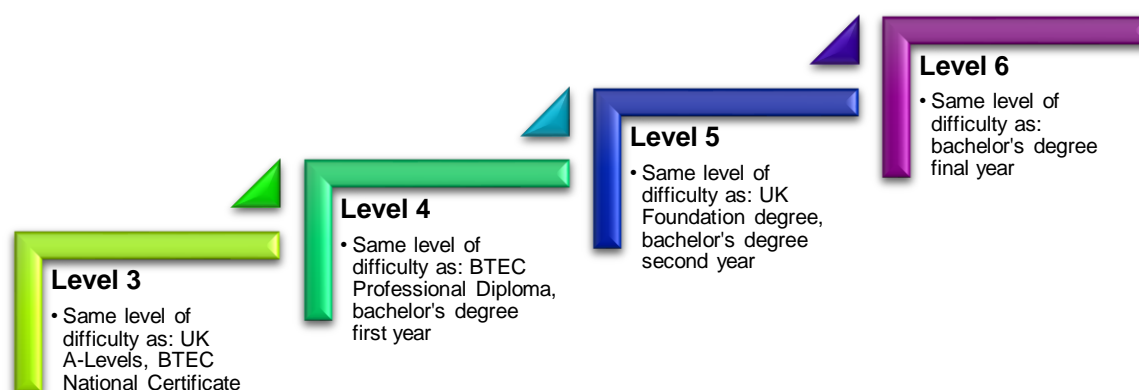 Level 6
• Same level of
difficulty as:
bachelor's degree
final year
Level 5
• Same level of
difficulty as: UK
Foundation degree,
bachelor's degree
second year
Level 4
• Same level of
difficulty as: BTEC
Professional Diploma,
bachelor's degree
first year
Level 3
• Same level of
difficulty as: UK
A-Levels, BTEC
National Certificate